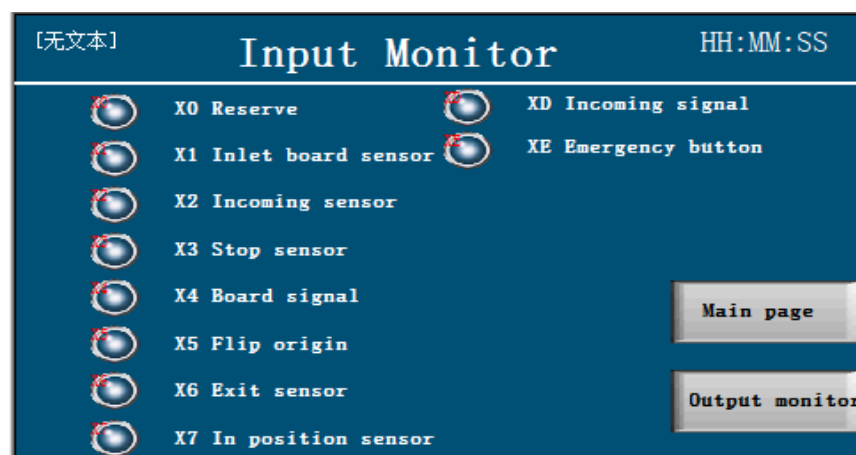 [无文本]
Input Monitor
HH:MM:SS
X0 Reserve
X1 Inlet board sensor
X2 Incoming sensor
X3 Stop sensor
X4 Board signal
X5 Flip origin
X6 Exit sensor
X7 In position sensor
XD Incoming signal
XE Emergency button
Main page
Output monitor